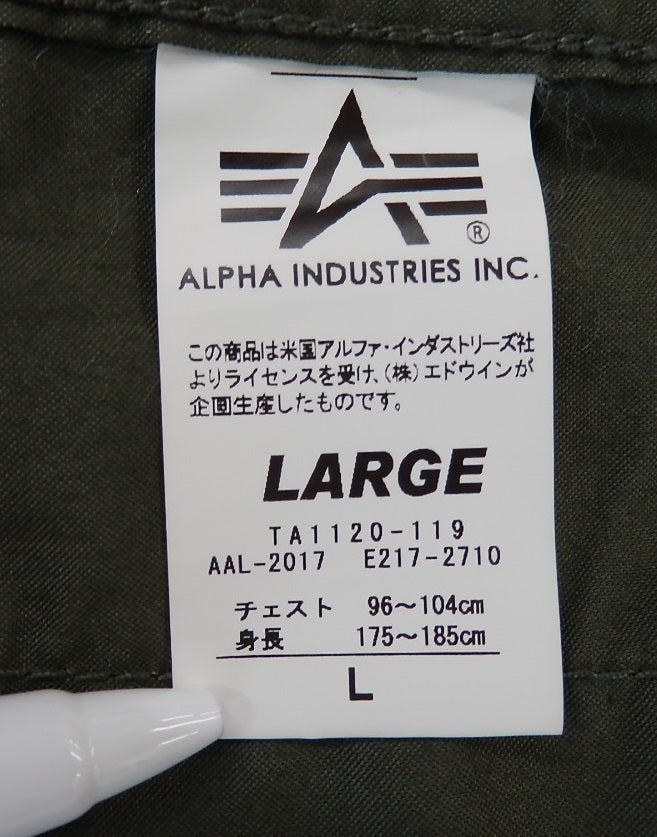 ALPHA INDUSTRIES INC.
®
この商品は米国アルファ・インダストリーズ社
よりライセンスを受け、(株)エドウインが
企画生産したものです。
LARGE
TA1120-119
AAL-2017 E217-2710
チェスト 96～104cm
身長 175～185cm
L